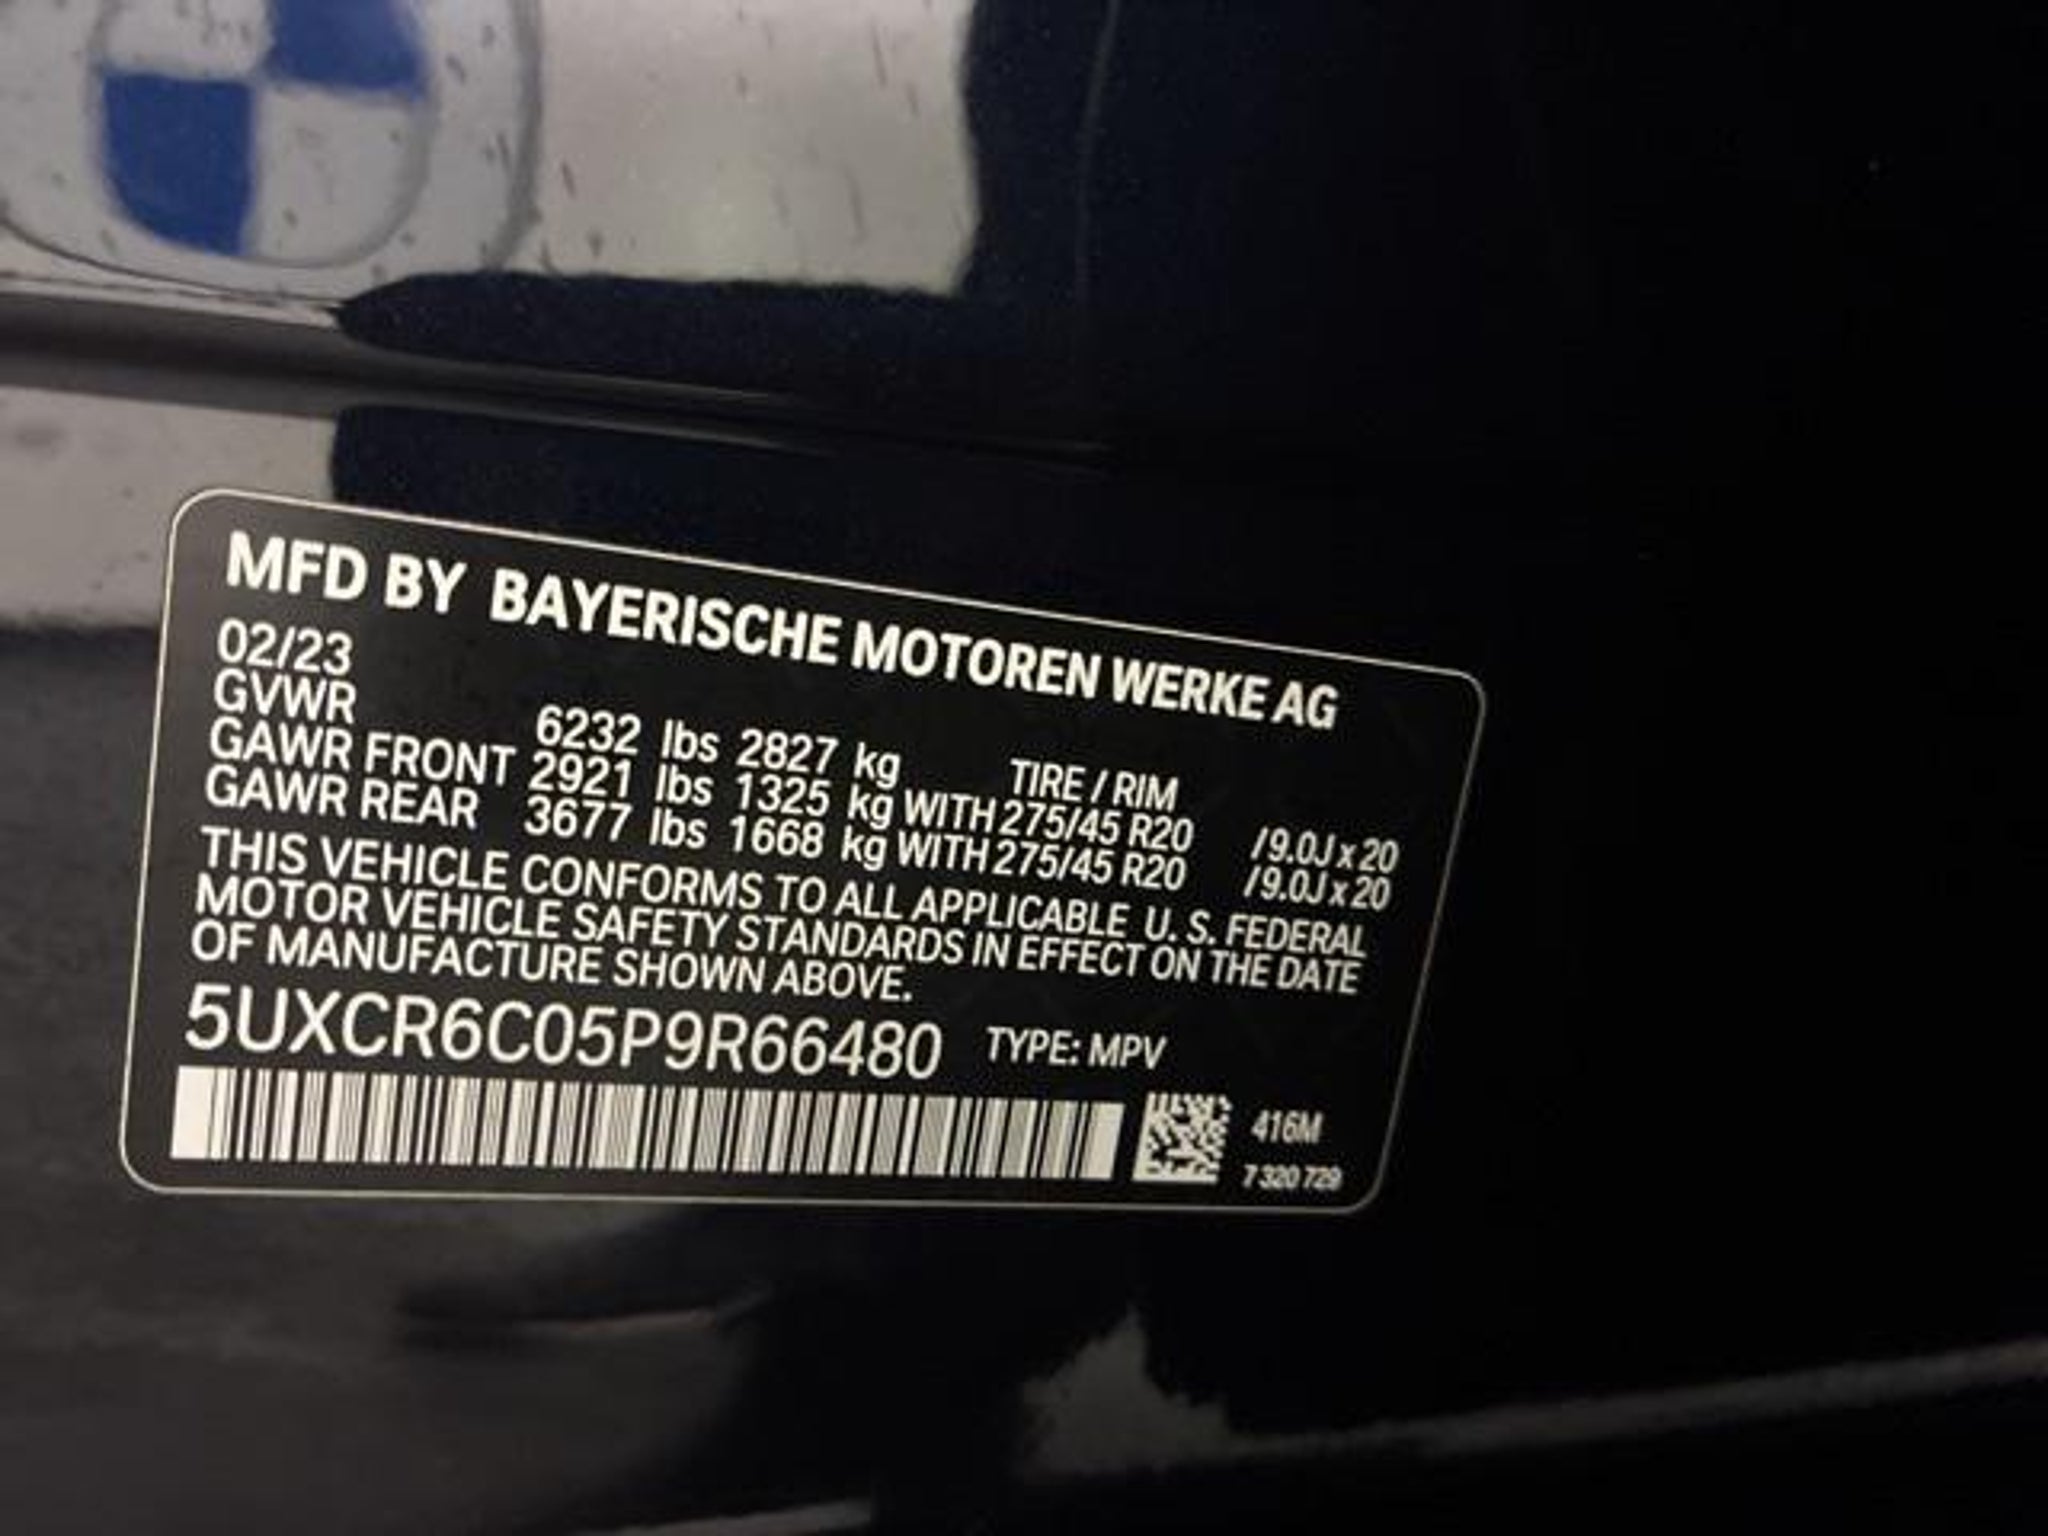 MFD BY BAYERISCHE MOTOREN WERKE AG
02/23
GVWR 6232 lbs 2827 kg TIRE / RIM
GAWR FRONT 2921 lbs 1325 kg WITH 275/45 R20 /9.0J x 20
GAWR REAR 3677 lbs 1668 kg WITH 275/45 R20 /9.0J x 20
THIS VEHICLE CONFORMS TO ALL APPLICABLE U. S. FEDERAL
MOTOR VEHICLE SAFETY STANDARDS IN EFFECT ON THE DATE
OF MANUFACTURE SHOWN ABOVE.
5UXCR6C05P9R66480 TYPE: MPV
416M
7 320 729